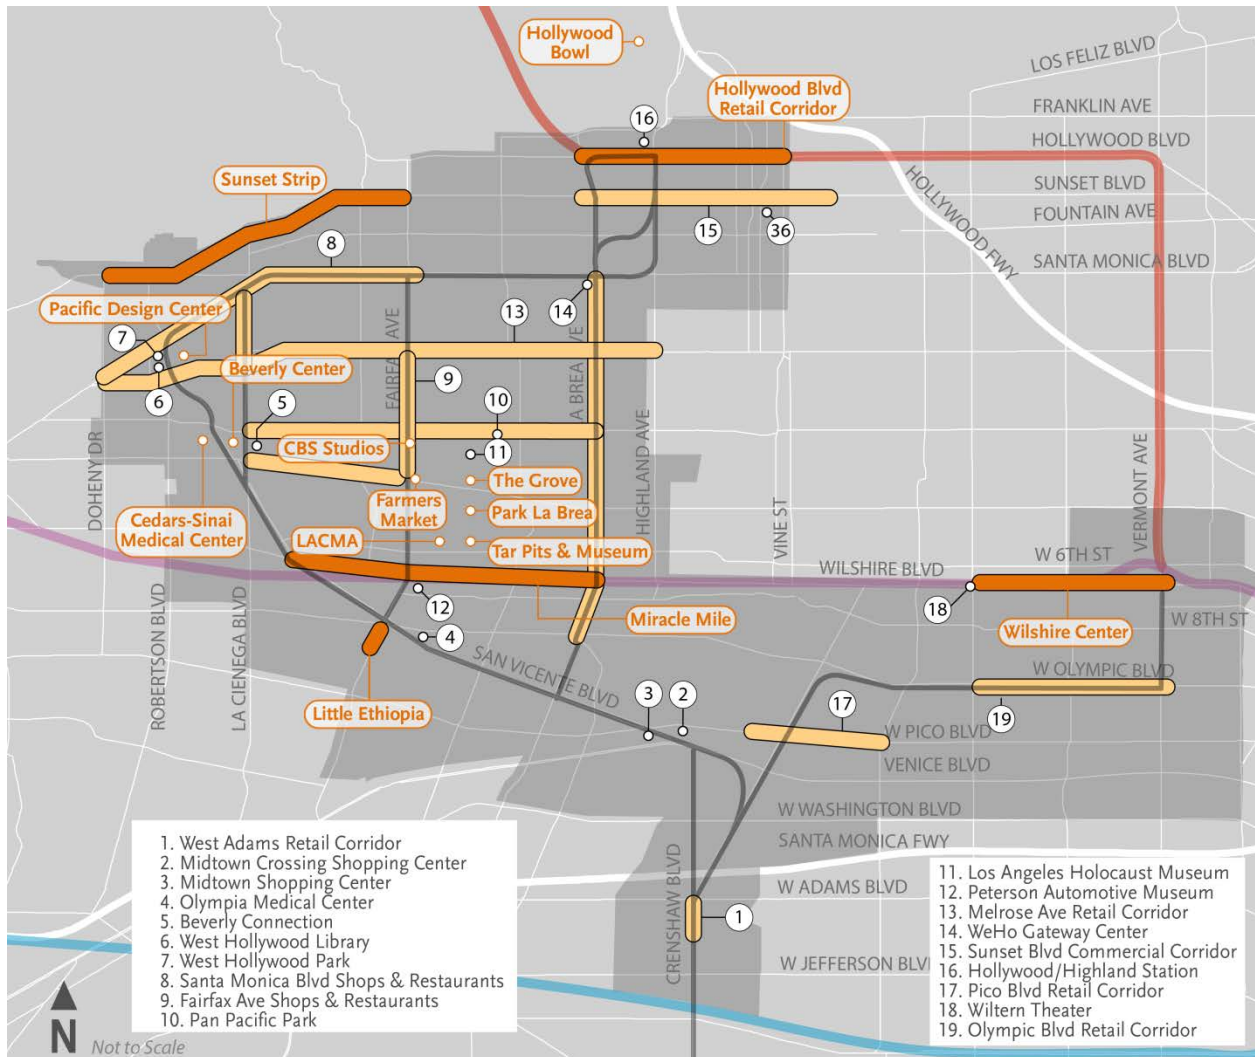 Hollywood
Bowl
LOS FELIZ BLVD
Hollywood Blvd
Retail Corridor
FRANKLIN AVE
16
HOLLYWOOD BLVD
Sunset Strip
SUNSET BLVD
HOLLYWOOD FWY
FOUNTAIN AVE
15
36
8
SANTA MONICA BLVD
14
Pacific Design Center
13
7
FAIRFAX AVE
A BREA AVE
Beverly Center
9
6
5
10
CBS Studios
11
HIGHLAND AVE
DOHENY DR
The Grove
Farmers
Market
Park La Brea
VINE ST
VERMONT AVE
Cedars-Sinai
Medical Center
LACMA
Tar Pits & Museum
W 6TH ST
WILSHIRE BLVD
12
18
Miracle Mile
W 8TH ST
Wilshire Center
4
ROBERTSON BLVD
LA CIENEGA BLVD
SAN VICENTE BLVD
W OLYMPIC BLVD
3
2
17
19
Little Ethiopia
W PICO BLVD
VENICE BLVD
W WASHINGTON BLVD
SANTA MONICA FWY
CRENSHAW BLVD
W ADAMS BLVD
1
W JEFFERSON BLV
1. West Adams Retail Corridor
2. Midtown Crossing Shopping Center
3. Midtown Shopping Center
4. Olympia Medical Center
5. Beverly Connection
6. West Hollywood Library
7. West Hollywood Park
8. Santa Monica Blvd Shops & Restaurants
9. Fairfax Ave Shops & Restaurants
10. Pan Pacific Park
11. Los Angeles Holocaust Museum
12. Peterson Automotive Museum
13. Melrose Ave Retail Corridor
14. WeHo Gateway Center
15. Sunset Blvd Commercial Corridor
16. Hollywood/Highland Station
17. Pico Blvd Retail Corridor
18. Wiltern Theater
19. Olympic Blvd Retail Corridor
N
Not to Scale